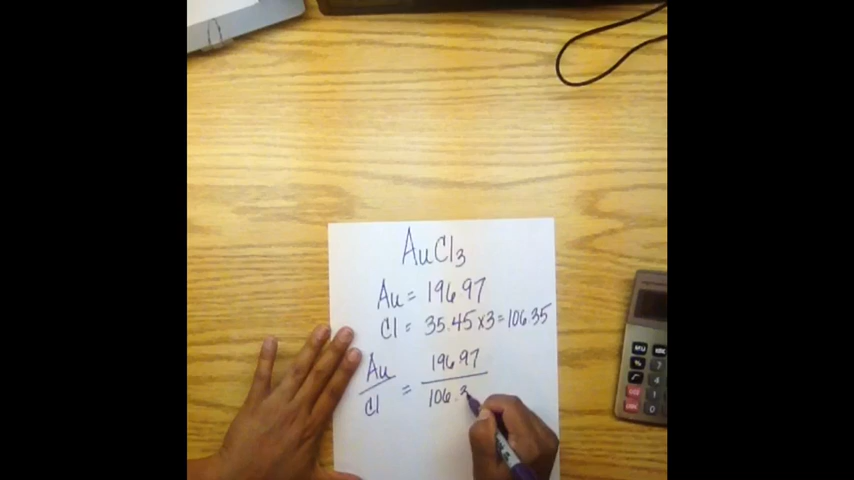 AuCl₃
Au = 196.97
Cl = 35.45 x 3 = 106.35
Au / Cl = 196.97 / 106.3